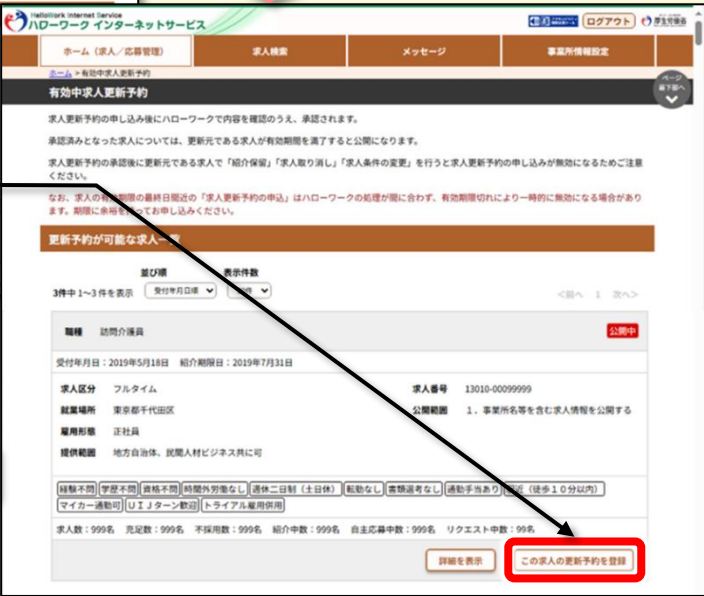 HelloWork Internet Service
ハローワーク インターネットサービス
ログアウト 厚生労働省
ホーム（求人／応募管理） 求人検索 メッセージ 事業所情報設定
ホーム > 有効中求人更新予約
ページ
最下部へ
有効中求人更新予約
求人更新予約の申し込み後にハローワークで内容を確認のうえ、承認されます。
承認済みとなった求人については、更新元である求人が有効期間を満了すると公開になります。
求人更新予約の承認後に更新元である求人で「紹介保留」「求人取り消し」「求人条件の変更」を行うと求人更新予約の申し込みが無効になるためご注意
ください。
なお、求人の有効期限の最終日間近の「求人更新予約の申込」はハローワークの処理が間に合わず、有効期限切れにより一時的に無効になる場合があり
ます。期限に余裕を持ってお申し込みください。
更新予約が可能な求人一覧
並び順 表示件数
3件中 1～3 件を表示 受付年月日順 件 <前へ 1 次へ>
職種 訪問介護員 公開中
受付年月日：2019年5月18日 紹介期限日：2019年7月31日
求人区分 フルタイム 求人番号 13010-00099999
就業場所 東京都千代田区 公開範囲 1．事業所名等を含む求人情報を公開する
雇用形態 正社員
提供範囲 地方自治体、民間人材ビジネス共に可
経験不問 学歴不問 資格不問 時間外労働なし 週休二日制（土日休） 転勤なし 書類選考なし 通勤手当あり 駅近（徒歩１０分以内）
マイカー通勤可 ＵＩＪターン歓迎 トライアル雇用併用
求人数：999名 充足数：999名 不採用数：999名 紹介中数：999名 自主応募中数：999名 リクエスト中数：99名
詳細を表示 この求人の更新予約を登録